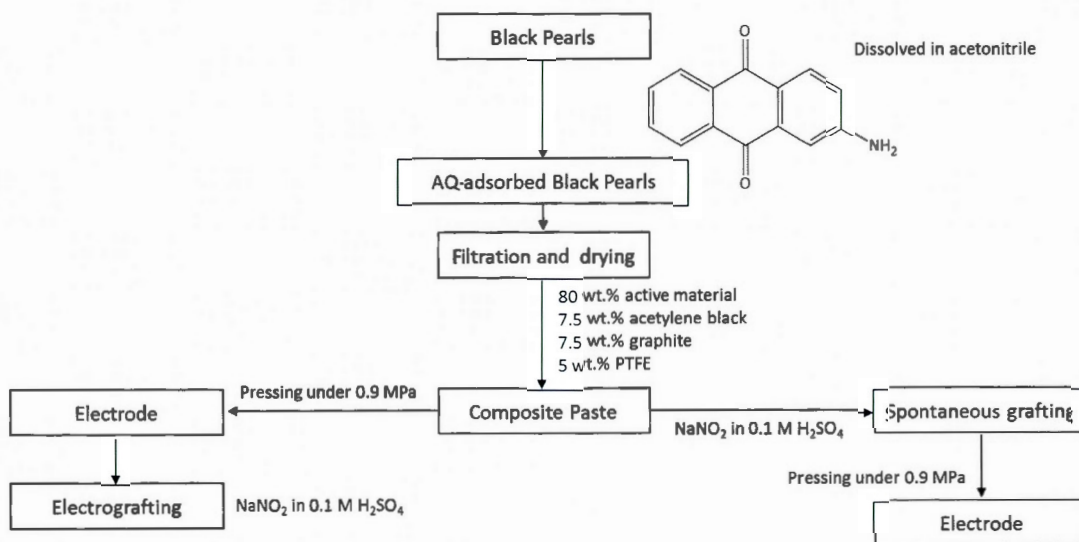 Black Pearls
Dissolved in acetonitrile
O
NH₂
O
AQ-adsorbed Black Pearls
Filtration and drying
80 wt.% active material
7.5 wt.% acetylene black
7.5 wt.% graphite
5 wt.% PTFE
Pressing under 0.9 MPa
Electrode
Composite Paste
Spontaneous grafting
NaNO₂ in 0.1 M H₂SO₄
Pressing under 0.9 MPa
Electrografting
NaNO₂ in 0.1 M H₂SO₄
Electrode